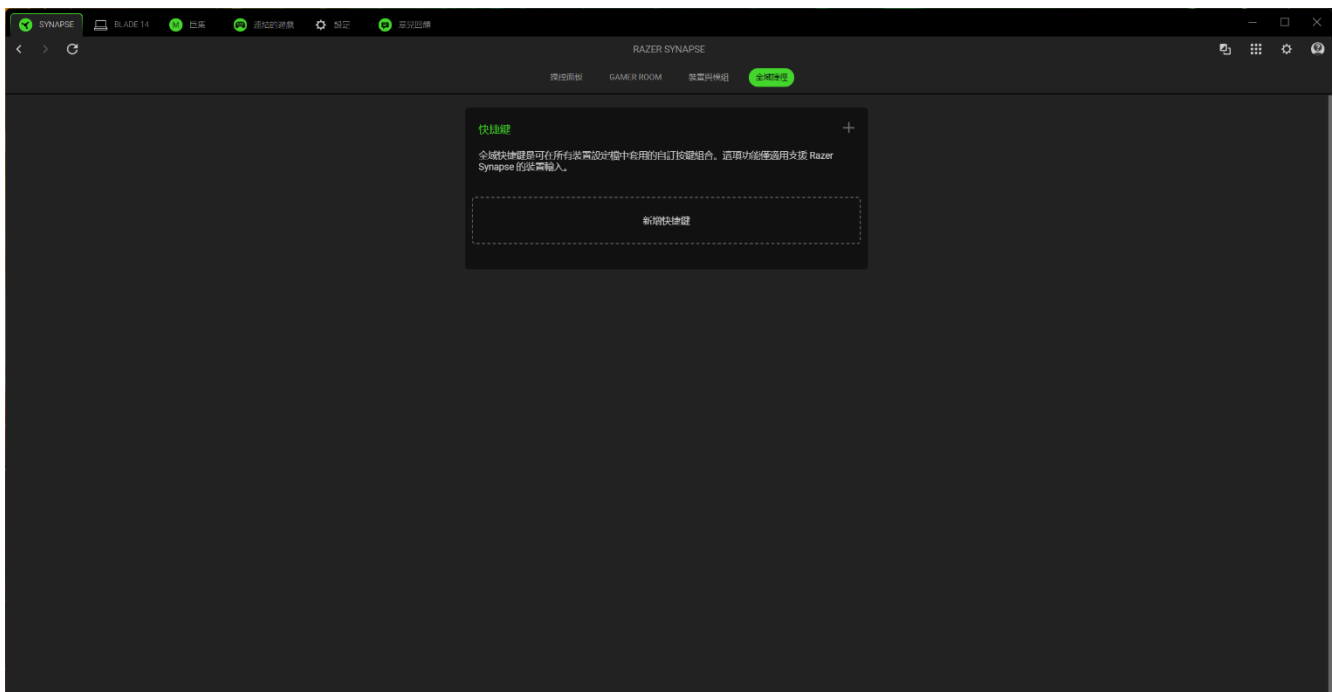 SYNAPSE
BLADE 14
巨集
連結的遊戲
設定
意見回饋
RAZER SYNAPSE
操控面板
GAMER ROOM
裝置與模組
全域捷徑
快捷鍵
全域快捷鍵是可在所有裝置設定檔中套用的自訂按鍵組合。這項功能僅適用支援 Razer
Synapse 的裝置輸入。
新增快捷鍵